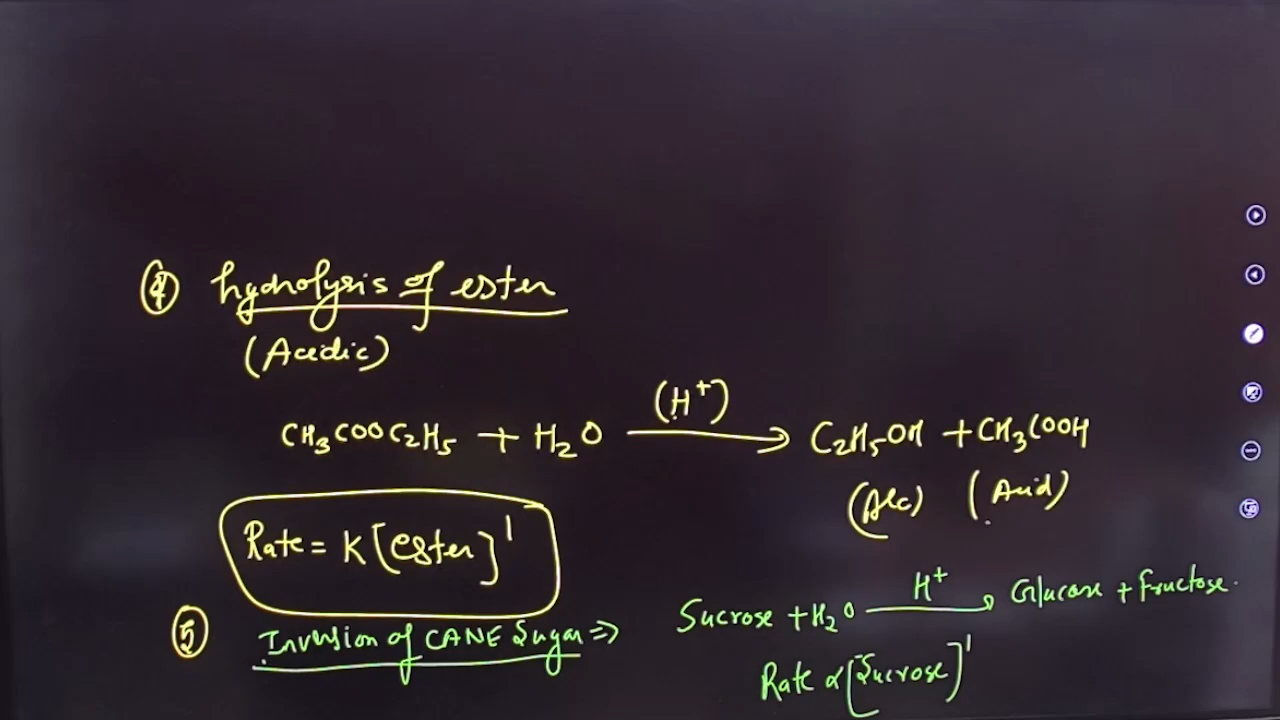 ④ hydrolysis of ester
(Acidic)
CH₃COOC₂H₅ + H₂O —(H⁺)→ C₂H₅OH + CH₃COOH
(Alc) (Acid)
Rate = K[ester]¹
⑤ Inversion of CANE Sugar ⇒ Sucrose + H₂O —H⁺→ Glucose + Fructose.
Rate ∝ [Sucrose]¹